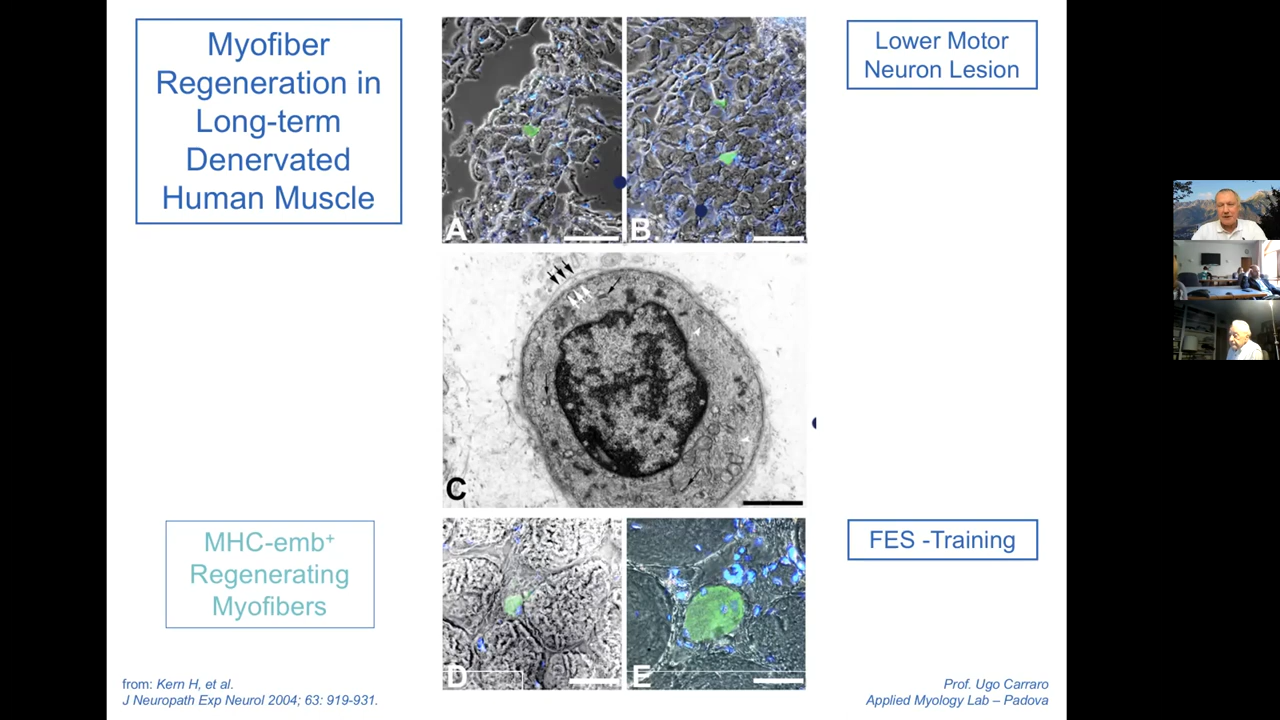 Myofiber
Regeneration in
Long-term
Denervated
Human Muscle
Lower Motor
Neuron Lesion
A
B
C
MHC-emb⁺
Regenerating
Myofibers
FES -Training
D
E
from: Kern H, et al.
J Neuropath Exp Neurol 2004; 63: 919-931.
Prof. Ugo Carraro
Applied Myology Lab – Padova